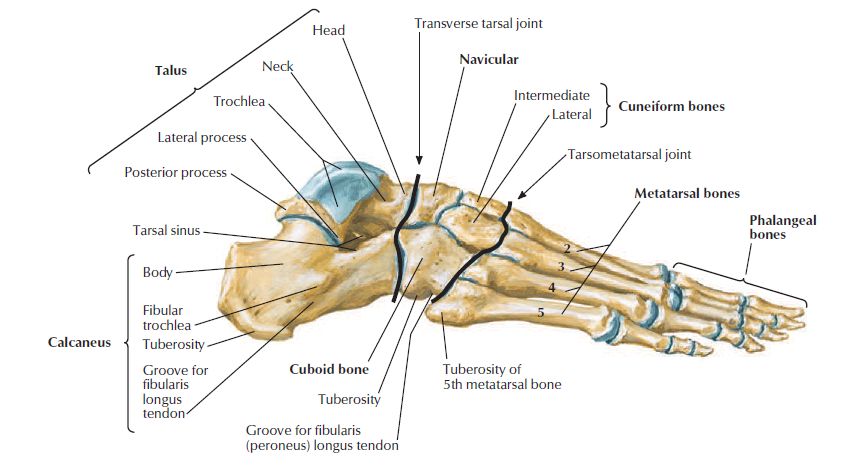 Head
Transverse tarsal joint
Talus
Neck
Navicular
Trochlea
Intermediate
Lateral
Cuneiform bones
Lateral process
Tarsometatarsal joint
Posterior process
Metatarsal bones
Phalangeal
bones
Tarsal sinus
2
3
4
5
Body
Fibular
trochlea
Calcaneus
Tuberosity
Groove for
fibularis
longus
tendon
Cuboid bone
Tuberosity
Tuberosity of
5th metatarsal bone
Groove for fibularis
(peroneus) longus tendon